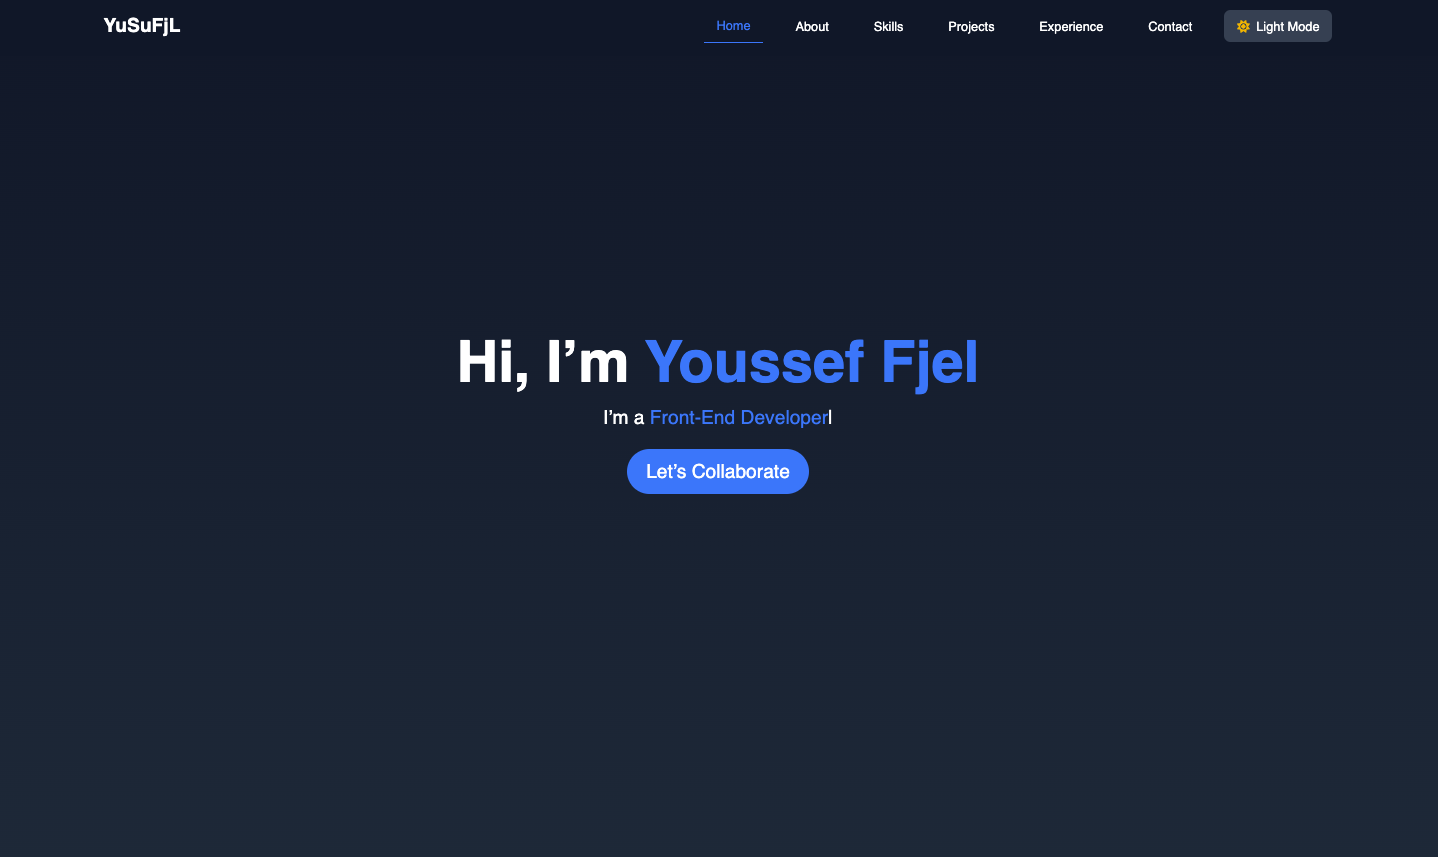 YuSuFjL Home About Skills Projects Experience Contact Light Mode
Hi, I’m Youssef Fjel
I’m a Front-End Developer
Let’s Collaborate